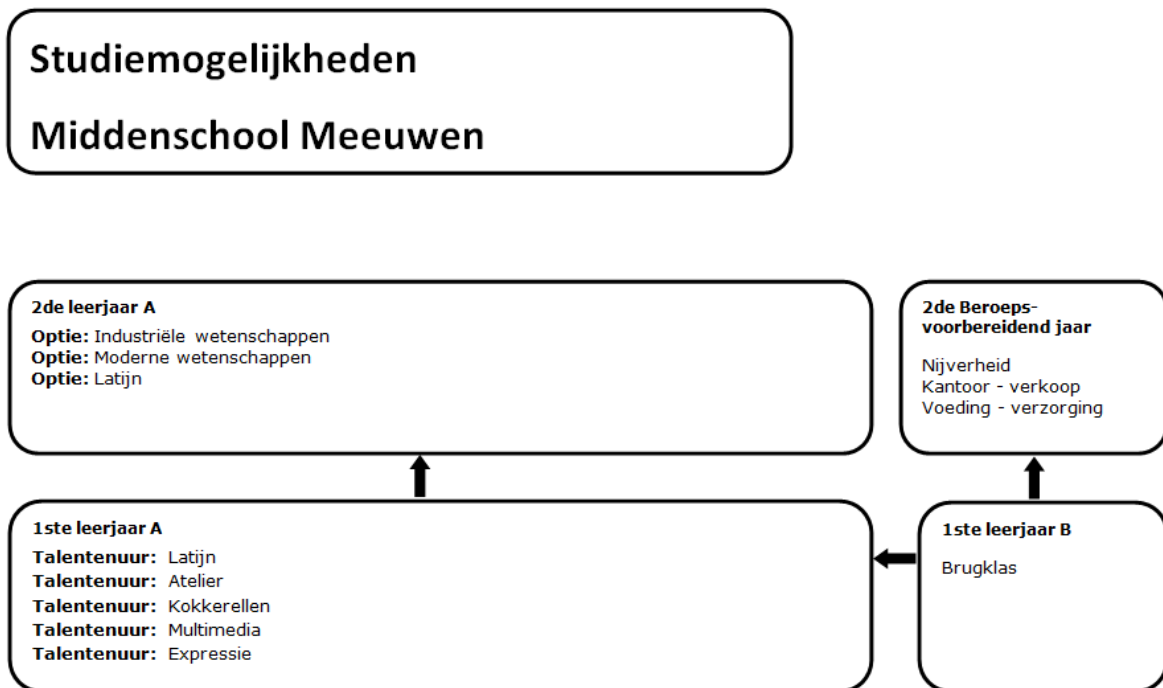 Studiemogelijkheden
Middenschool Meeuwen
2de leerjaar A
Optie: Industriële wetenschappen
Optie: Moderne wetenschappen
Optie: Latijn
2de Beroeps-
voorbereidend jaar
Nijverheid
Kantoor - verkoop
Voeding - verzorging
1ste leerjaar A
Talentenuur: Latijn
Talentenuur: Atelier
Talentenuur: Kokkerellen
Talentenuur: Multimedia
Talentenuur: Expressie
1ste leerjaar B
Brugklas